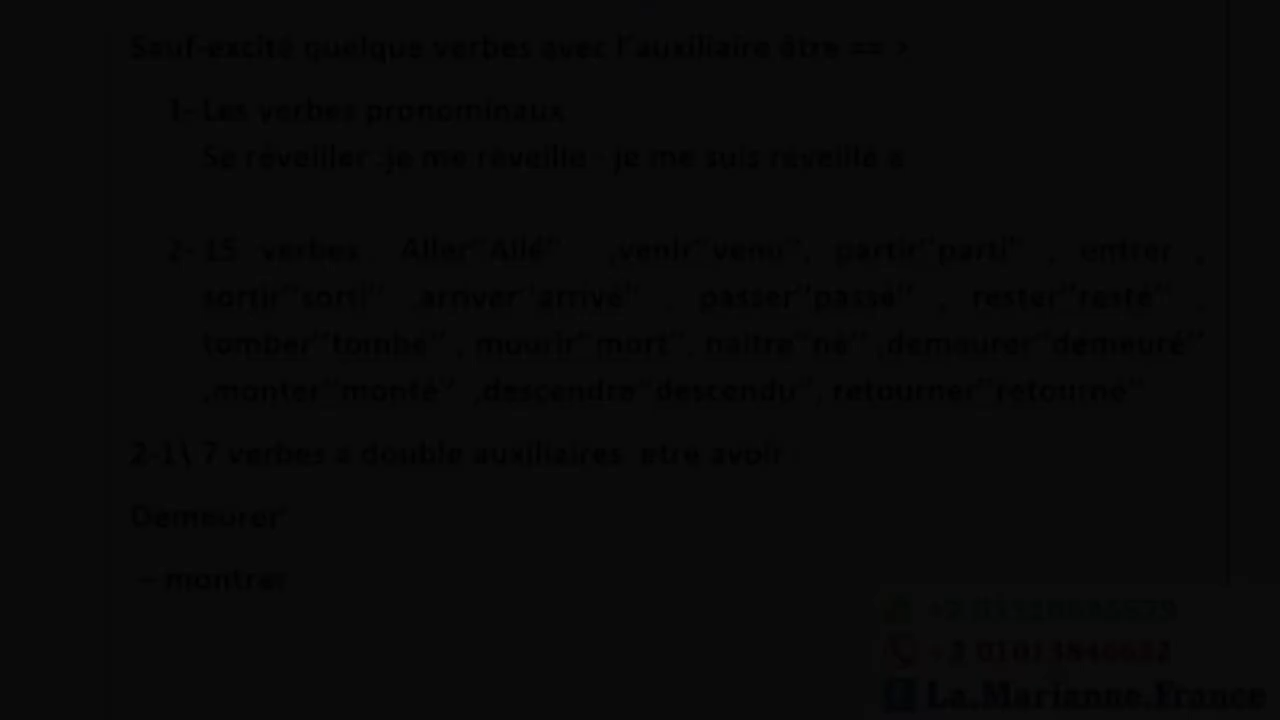 Sauf-excité quelque verbes avec l'auxiliaire être == >
1- Les verbes pronominaux
Se réveiller :je me réveille - je me suis réveillé e
2- 15 verbes Aller"Allé" ,venir"venu", partir"parti" , entrer ,
sortir"sorti" ,arriver"arrivé" , passer"passé" , rester"resté" ,
tomber"tombé" , mourir"mort", naitre"né" ,demeurer"demeuré"
,monter"monté" ,descendre"descendu", retourner"retourné"
2-1\ 7 verbes a double auxiliaires etre avoir
Demeurer
– montrer
La.Marianne.France